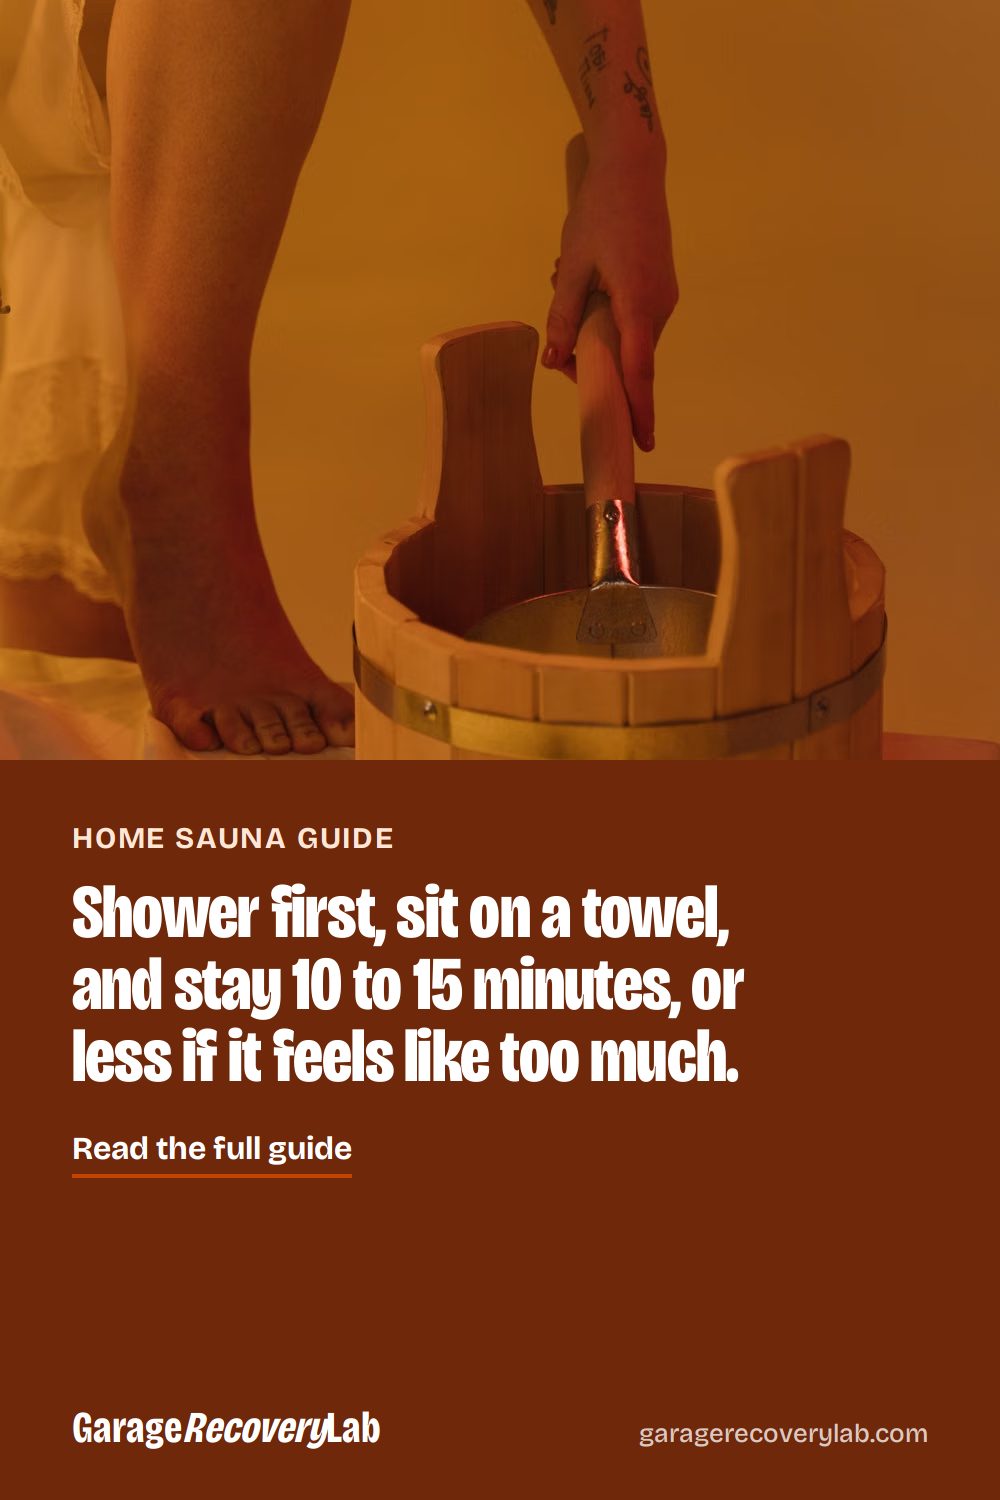 HOME SAUNA GUIDE
Shower first, sit on a towel,
and stay 10 to 15 minutes, or
less if it feels like too much.
Read the full guide
GarageRecoveryLab
garagerecoverylab.com